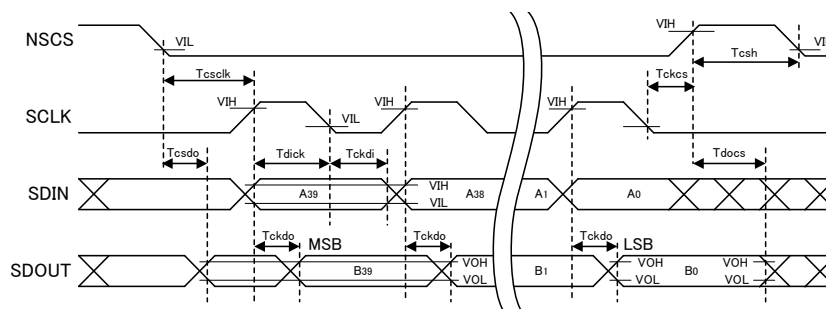 NSCS VIL VIH VI
Tcsclk Tckcs Tcsh
SCLK VIH VIL VIH VIH
Tcsdo Tdick Tckdi Tdocs
SDIN A39 VIH VIL A38 A1 A0
Tckdo MSB Tckdo Tckdo LSB
SDOUT B39 VOH VOL B1 VOH VOL B0 VOH VOL